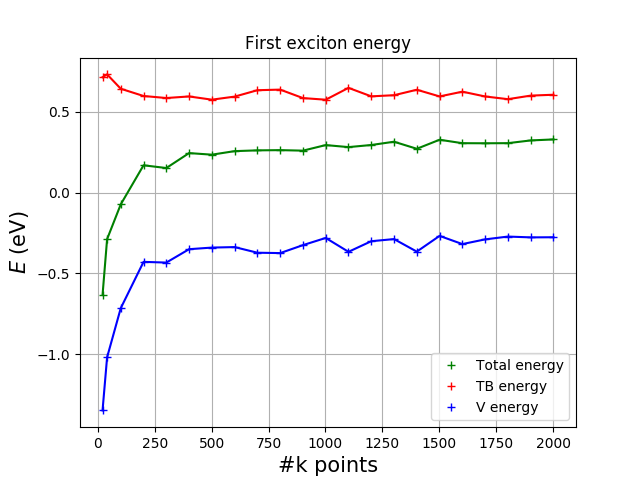 First exciton energy
E (eV)
0.5
0.0
−0.5
−1.0
Total energy
TB energy
V energy
0 250 500 750 1000 1250 1500 1750 2000
#k points